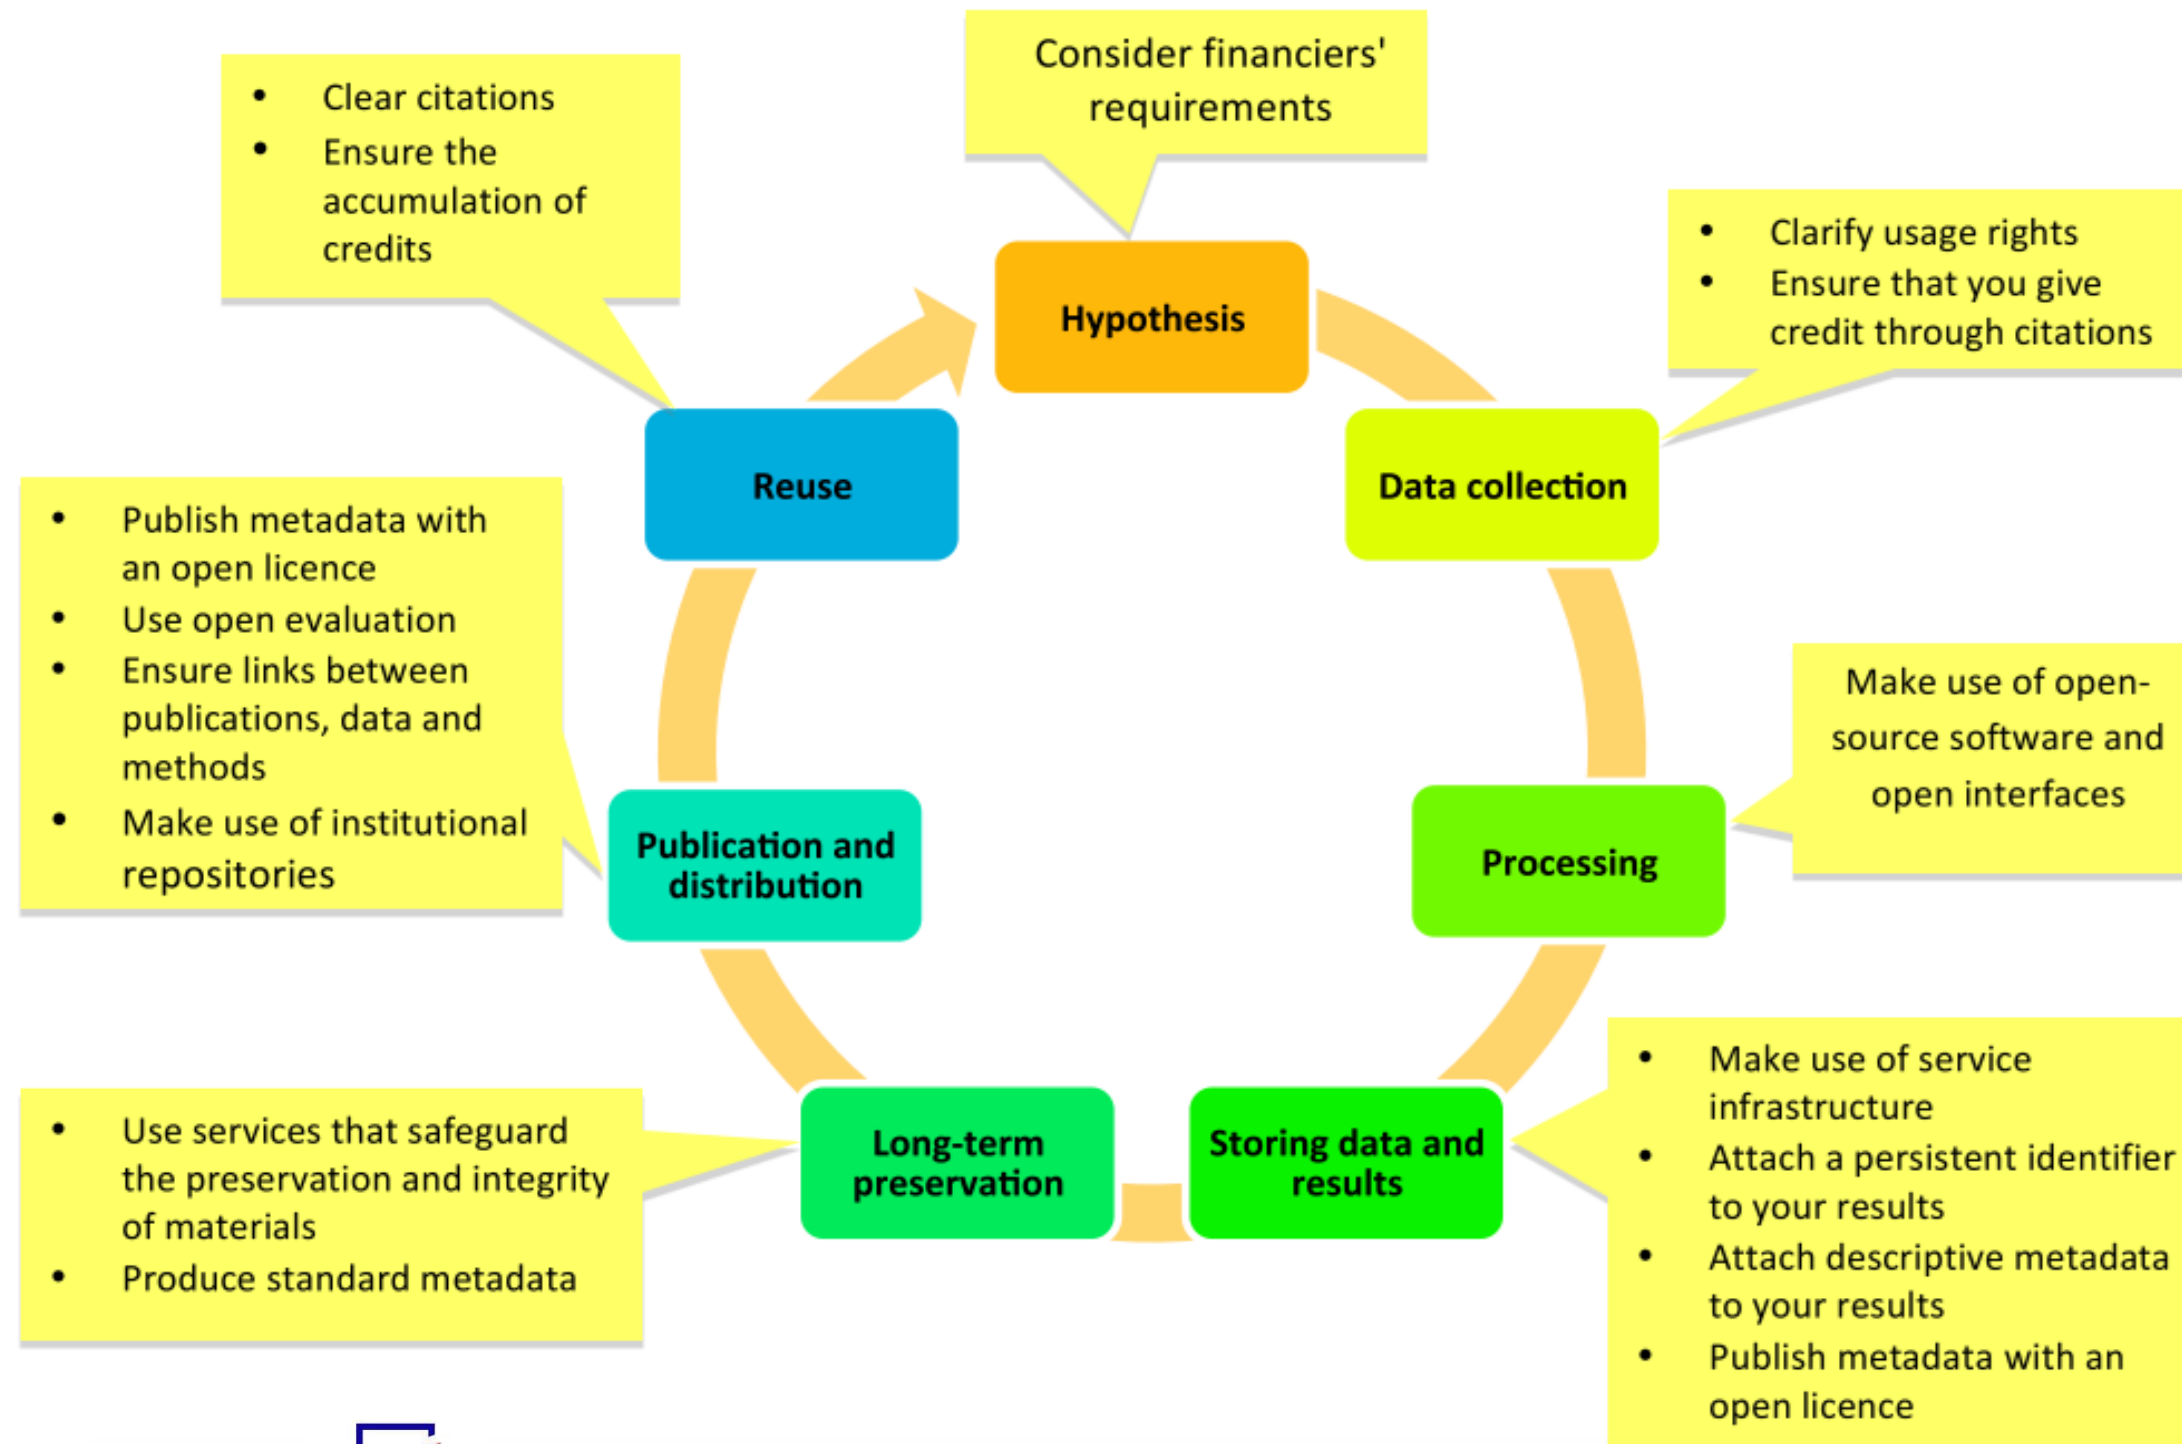 Consider financiers'
requirements
• Clear citations
• Ensure the
accumulation of
credits
• Clarify usage rights
• Ensure that you give
credit through citations
Hypothesis
Reuse
Data collection
• Publish metadata with
an open licence
• Use open evaluation
• Ensure links between
publications, data and
methods
• Make use of institutional
repositories
Make use of open-
source software and
open interfaces
Publication and
distribution
Processing
• Use services that safeguard
the preservation and integrity
of materials
• Produce standard metadata
Long-term
preservation
Storing data and
results
• Make use of service
infrastructure
• Attach a persistent identifier
to your results
• Attach descriptive metadata
to your results
• Publish metadata with an
open licence